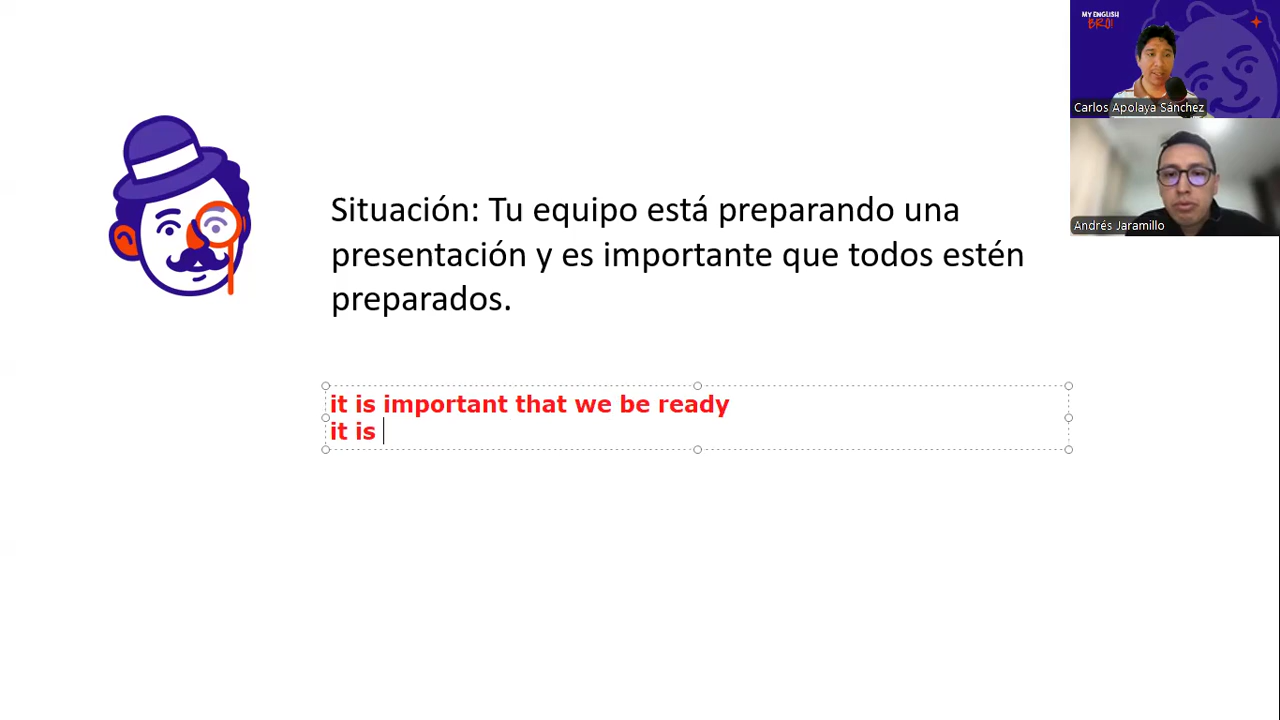 MY ENGLISH
BRO!
Carlos Apolaya Sánchez
Andrés Jaramillo
Situación: Tu equipo está preparando una
presentación y es importante que todos estén
preparados.
it is important that we be ready
it is